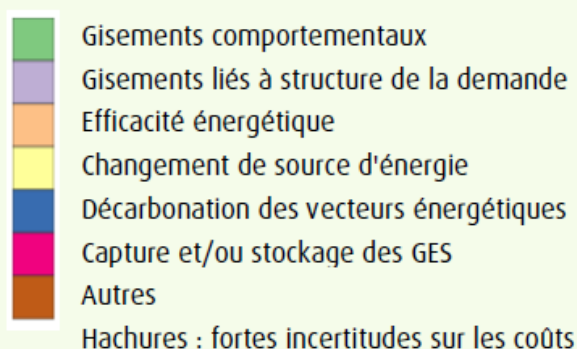 Gisements comportementaux
Gisements liés à structure de la demande
Efficacité énergétique
Changement de source d'énergie
Décarbonation des vecteurs énergétiques
Capture et/ou stockage des GES
Autres
Hachures : fortes incertitudes sur les coûts